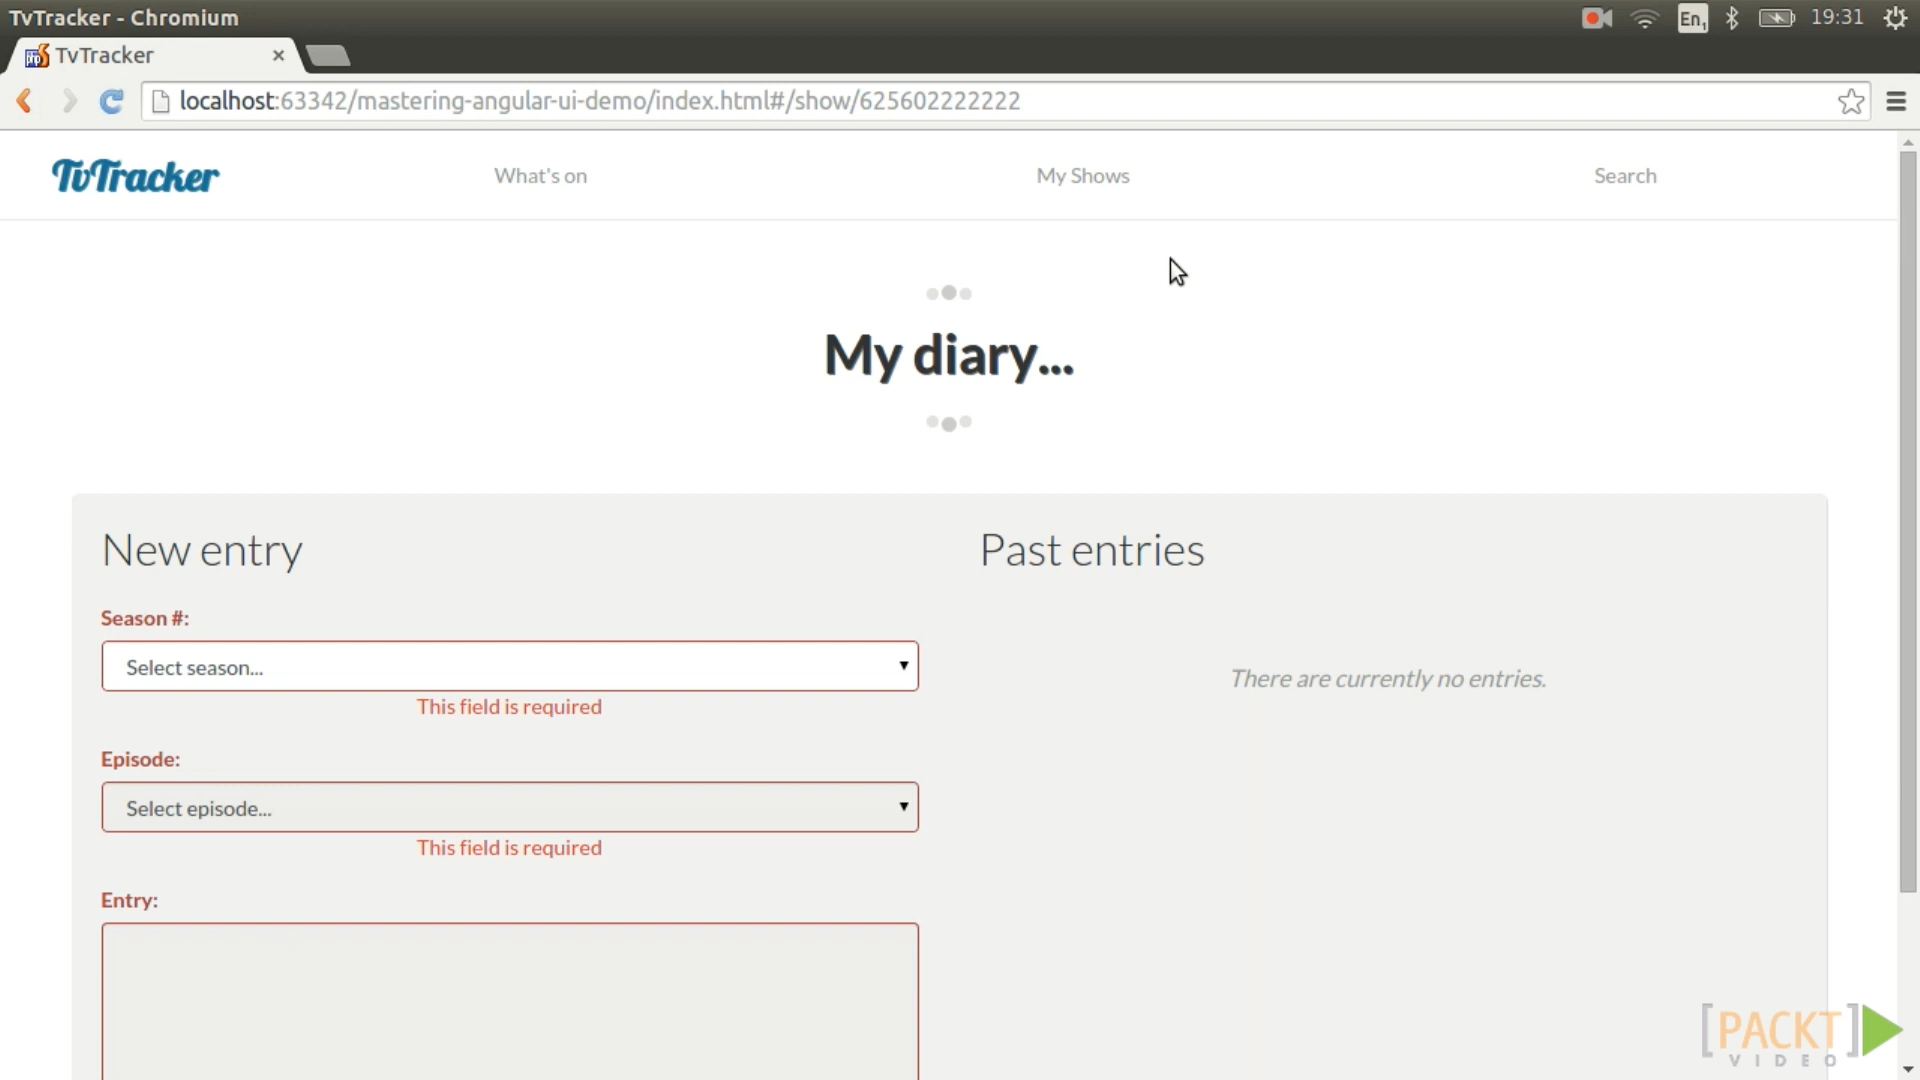 TvTracker - Chromium
En1
19:31
TvTracker
localhost:63342/mastering-angular-ui-demo/index.html#/show/625602222222
TvTracker
What's on
My Shows
Search
My diary...
New entry
Past entries
Season #:
Select season...
There are currently no entries.
This field is required
Episode:
Select episode...
This field is required
Entry:
[PACKT]
VIDEO